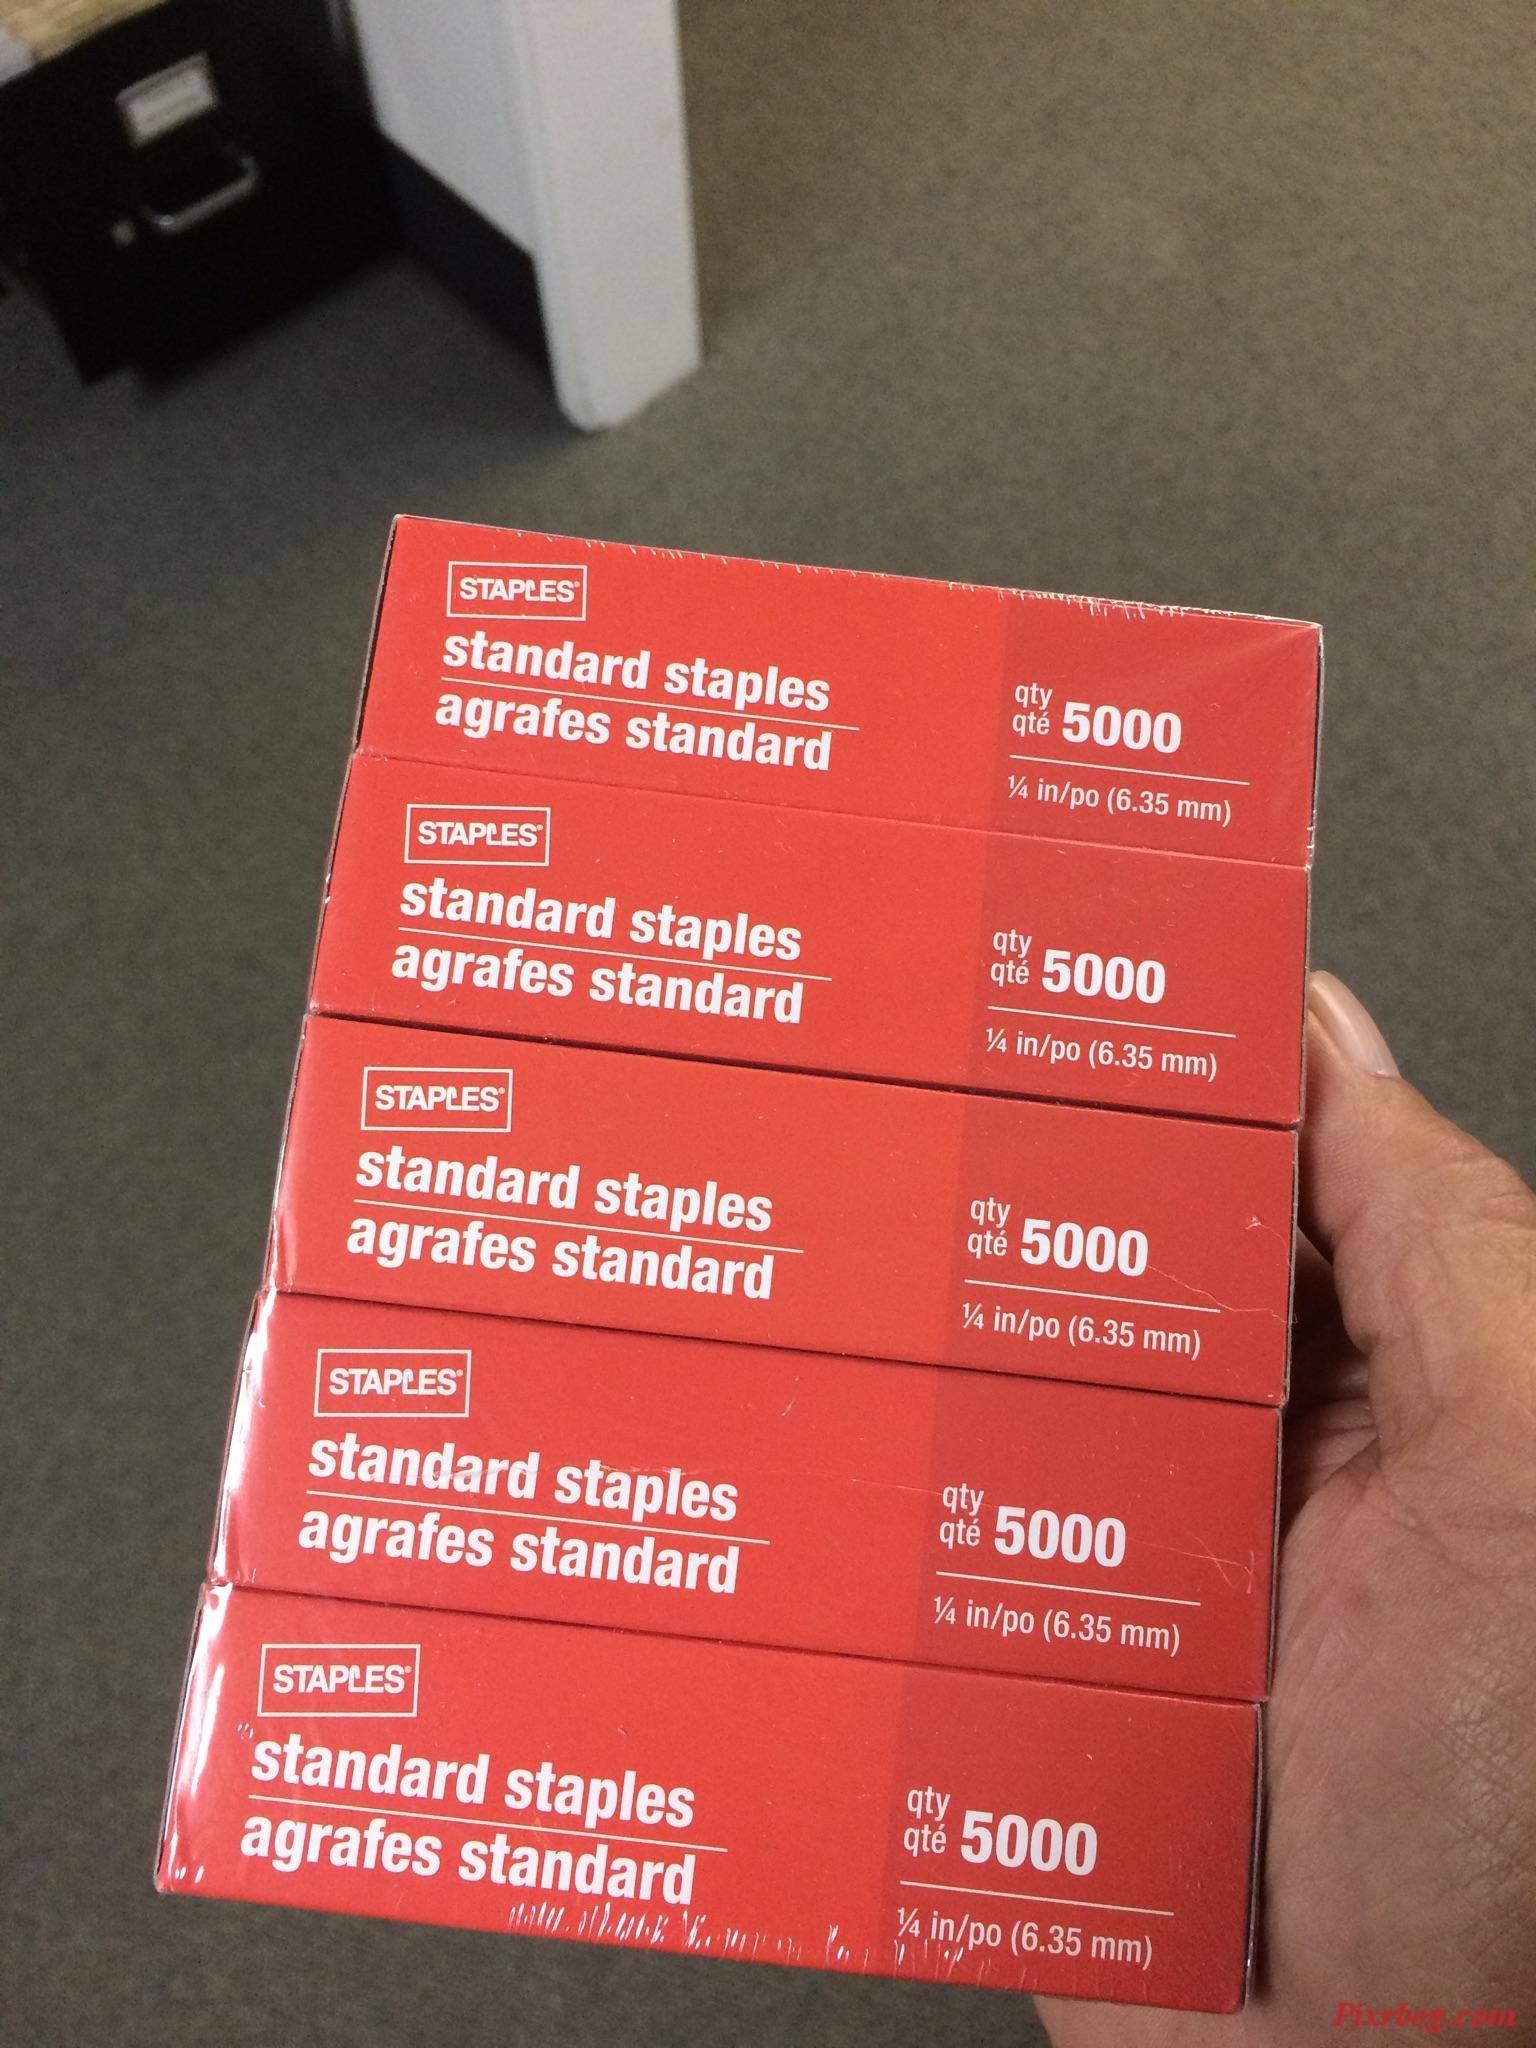 STAPLES®
standard staples
agrafes standard
qty
qté 5000
¼ in/po (6.35 mm)
STAPLES®
standard staples
agrafes standard
qty
qté 5000
¼ in/po (6.35 mm)
STAPLES®
standard staples
agrafes standard
qty
qté 5000
¼ in/po (6.35 mm)
STAPLES®
standard staples
agrafes standard
qty
qté 5000
¼ in/po (6.35 mm)
STAPLES®
standard staples
agrafes standard
qty
qté 5000
¼ in/po (6.35 mm)
Pixrbog.com